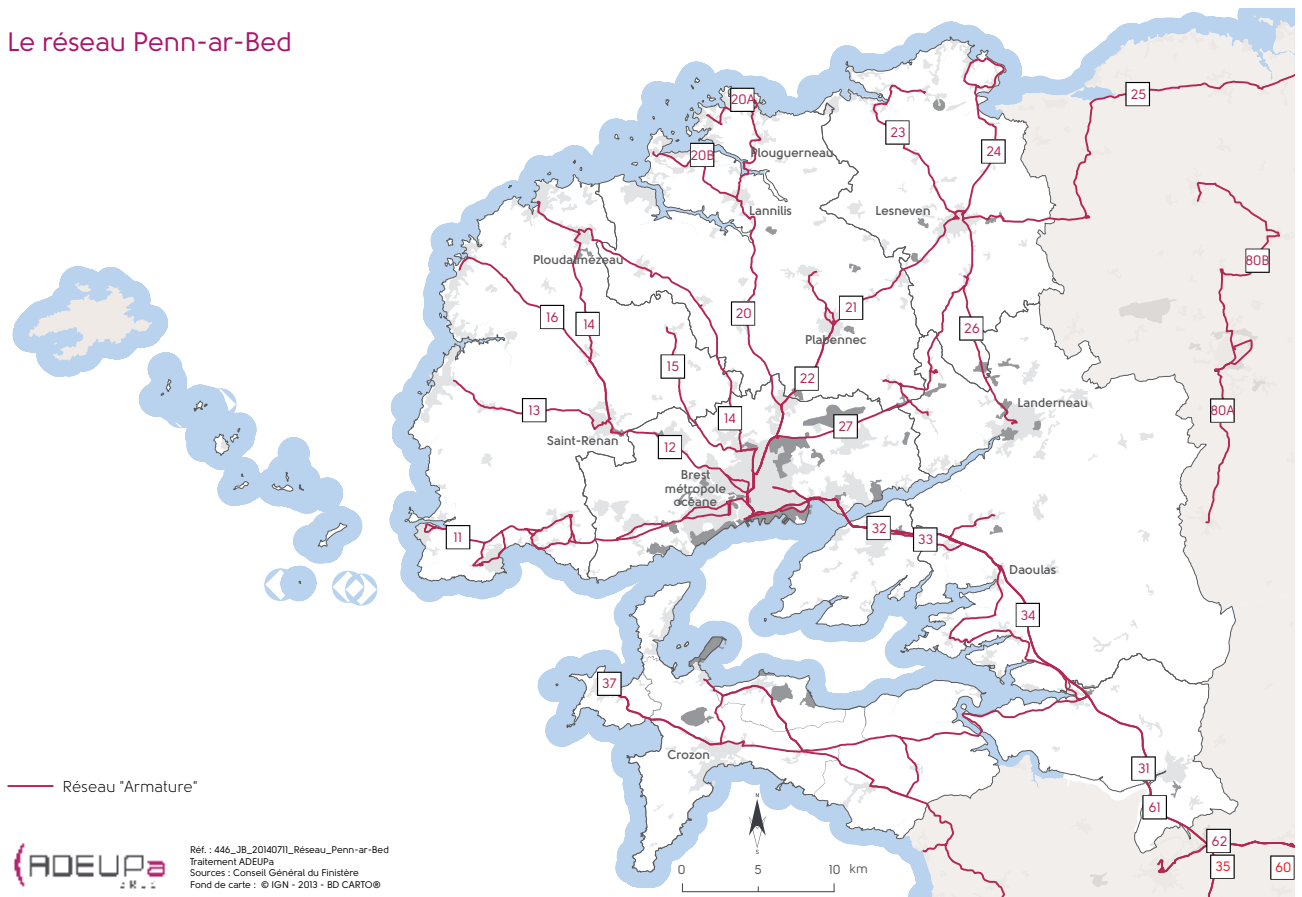 Le réseau Penn-ar-Bed
20A
25
23
24
20B
Plouguerneau
Lannilis
Lesneven
Ploudalmézeau
80B
16
14
20
21
26
Plabennec
15
22
13
14
27
Landerneau
80A
Saint-Renan
12
Brest
métropole
océane
11
32
33
Daoulas
34
37
Crozon
31
61
62
35
60
Réseau "Armature"
N
S
0
5
10 km
ADEUPa
Réf. : 446_JB_20140711_Réseau_Penn-ar-Bed
Traitement ADEUPa
Sources : Conseil Général du Finistère
Fond de carte : © IGN - 2013 - BD CARTO®